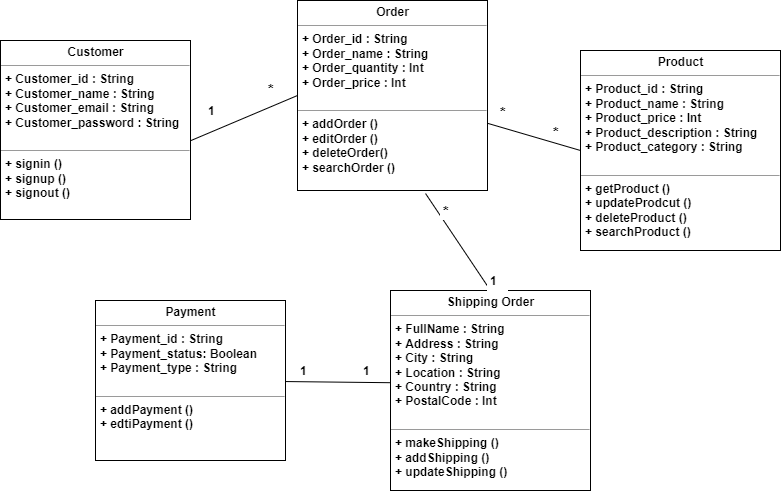 Customer
+ Customer_id : String
+ Customer_name : String
+ Customer_email : String
+ Customer_password : String
+ signin ()
+ signup ()
+ signout ()
1
*
Order
+ Order_id : String
+ Order_name : String
+ Order_quantity : Int
+ Order_price : Int
+ addOrder ()
+ editOrder ()
+ deleteOrder()
+ searchOrder ()
*
*
Product
+ Product_id : String
+ Product_name : String
+ Product_price : Int
+ Product_description : String
+ Product_category : String
+ getProduct ()
+ updateProdcut ()
+ deleteProduct ()
+ searchProduct ()
*
1
Payment
+ Payment_id : String
+ Payment_status: Boolean
+ Payment_type : String
+ addPayment ()
+ edtiPayment ()
1
1
Shipping Order
+ FullName : String
+ Address : String
+ City : String
+ Location : String
+ Country : String
+ PostalCode : Int
+ makeShipping ()
+ addShipping ()
+ updateShipping ()